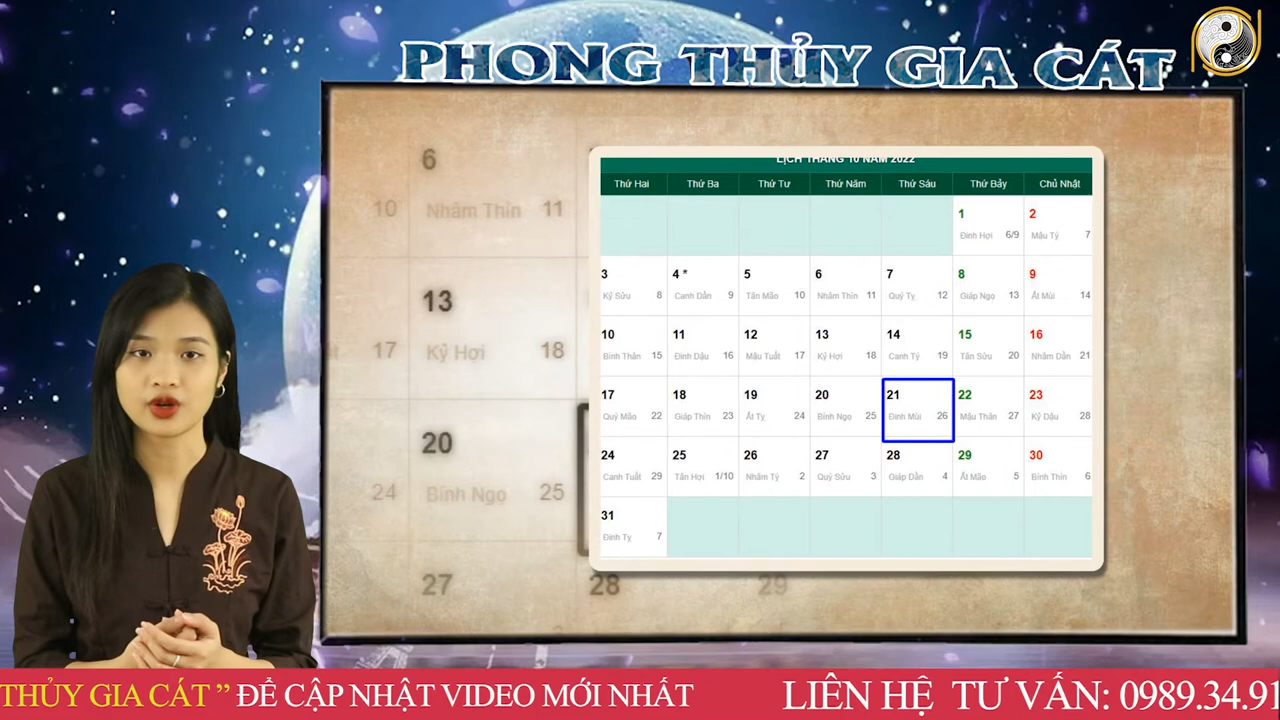 PHONG THỦY GIA CÁT
6
10 Nhâm Thìn 11
13
17 Kỷ Hợi 18
20
24 Bính Ngọ 25
27 28 29
LỊCH THÁNG 10 NĂM 2022
Thứ Hai Thứ Ba Thứ Tư Thứ Năm Thứ Sáu Thứ Bảy Chủ Nhật
1 2
Đinh Hợi 6/9 Mậu Tý 7
3 4 * 5 6 7 8 9
Kỷ Sửu 8 Canh Dần 9 Tân Mão 10 Nhâm Thìn 11 Quý Tỵ 12 Giáp Ngọ 13 Ất Mùi 14
10 11 12 13 14 15 16
Bính Thân 15 Đinh Dậu 16 Mậu Tuất 17 Kỷ Hợi 18 Canh Tý 19 Tân Sửu 20 Nhâm Dần 21
17 18 19 20 21 22 23
Quý Mão 22 Giáp Thìn 23 Ất Tỵ 24 Bính Ngọ 25 Đinh Mùi 26 Mậu Thân 27 Kỷ Dậu 28
24 25 26 27 28 29 30
Canh Tuất 29 Tân Hợi 1/10 Nhâm Tý 2 Quý Sửu 3 Giáp Dần 4 Ất Mão 5 Bính Thìn 6
31
Đinh Tỵ 7
THỦY GIA CÁT ” ĐỂ CẬP NHẬT VIDEO MỚI NHẤT LIÊN HỆ TƯ VẤN: 0989.34.91